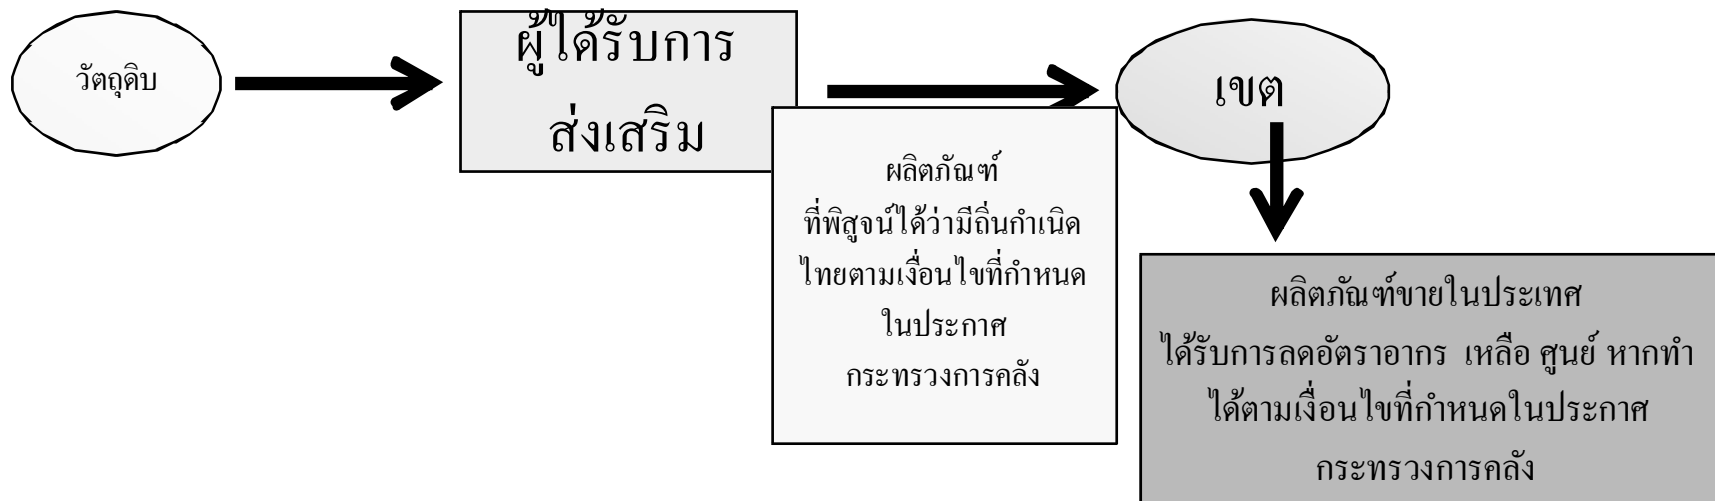 วัตถุดิบ
ผู้ได้รับการ
ส่งเสริม
เขต
ผลิตภัณฑ์
ที่พิสูจน์ได้ว่ามีถิ่นกำเนิด
ไทยตามเงื่อนไขที่กำหนด
ในประกาศ
กระทรวงการคลัง
ผลิตภัณฑ์ขายในประเทศ
ได้รับการลดอัตราอากร เหลือ ศูนย์ หากทำ
ได้ตามเงื่อนไขที่กำหนดในประกาศ
กระทรวงการคลัง